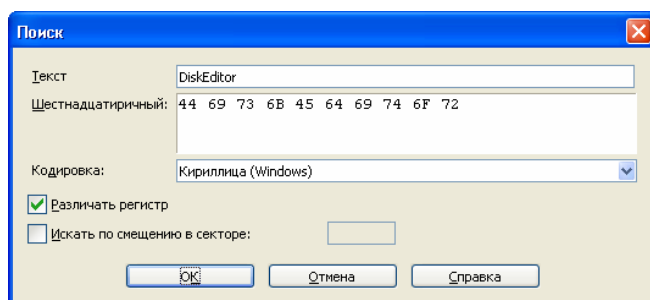 Поиск
Текст DiskEditor
Шестнадцатиричный: 44 69 73 6B 45 64 69 74 6F 72
Кодировка: Кириллица (Windows)
Различать регистр
Искать по смещению в секторе:
ОК Отмена Справка